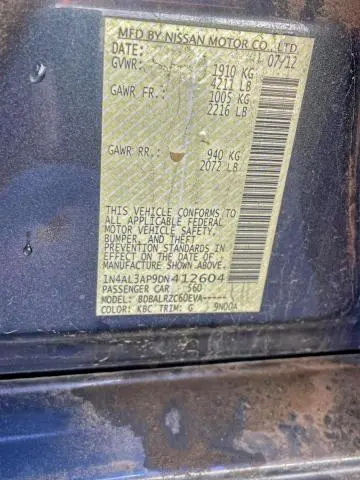 MFD BY NISSAN MOTOR CO., LTD.
DATE: 07/12
GVWR: 1910 KG
4211 LB
GAWR FR.: 1005 KG
2216 LB
GAWR RR.: 940 KG
2072 LB
THIS VEHICLE CONFORMS TO
ALL APPLICABLE FEDERAL
MOTOR VEHICLE SAFETY,
BUMPER, AND THEFT
PREVENTION STANDARDS IN
EFFECT ON THE DATE OF
MANUFACTURE SHOWN ABOVE.
1N4AL3AP9DN412604
PASSENGER CAR S60
MODEL: BDBALRZC60EVA-----
COLOR: KBC TRIM: G 9N00A